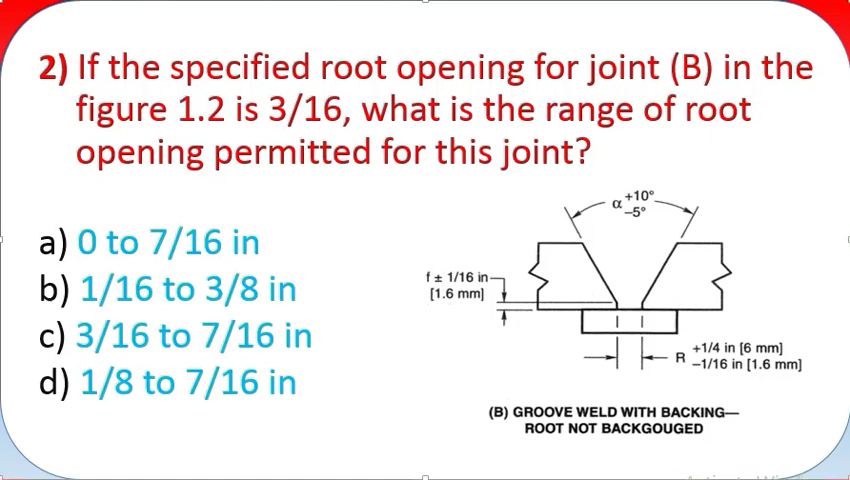 2) If the specified root opening for joint (B) in the
figure 1.2 is 3/16, what is the range of root
opening permitted for this joint?
a) 0 to 7/16 in
b) 1/16 to 3/8 in
c) 3/16 to 7/16 in
d) 1/8 to 7/16 in
α +10°
–5°
f ± 1/16 in
[1.6 mm]
R +1/4 in [6 mm]
–1/16 in [1.6 mm]
(B) GROOVE WELD WITH BACKING—
ROOT NOT BACKGOUGED